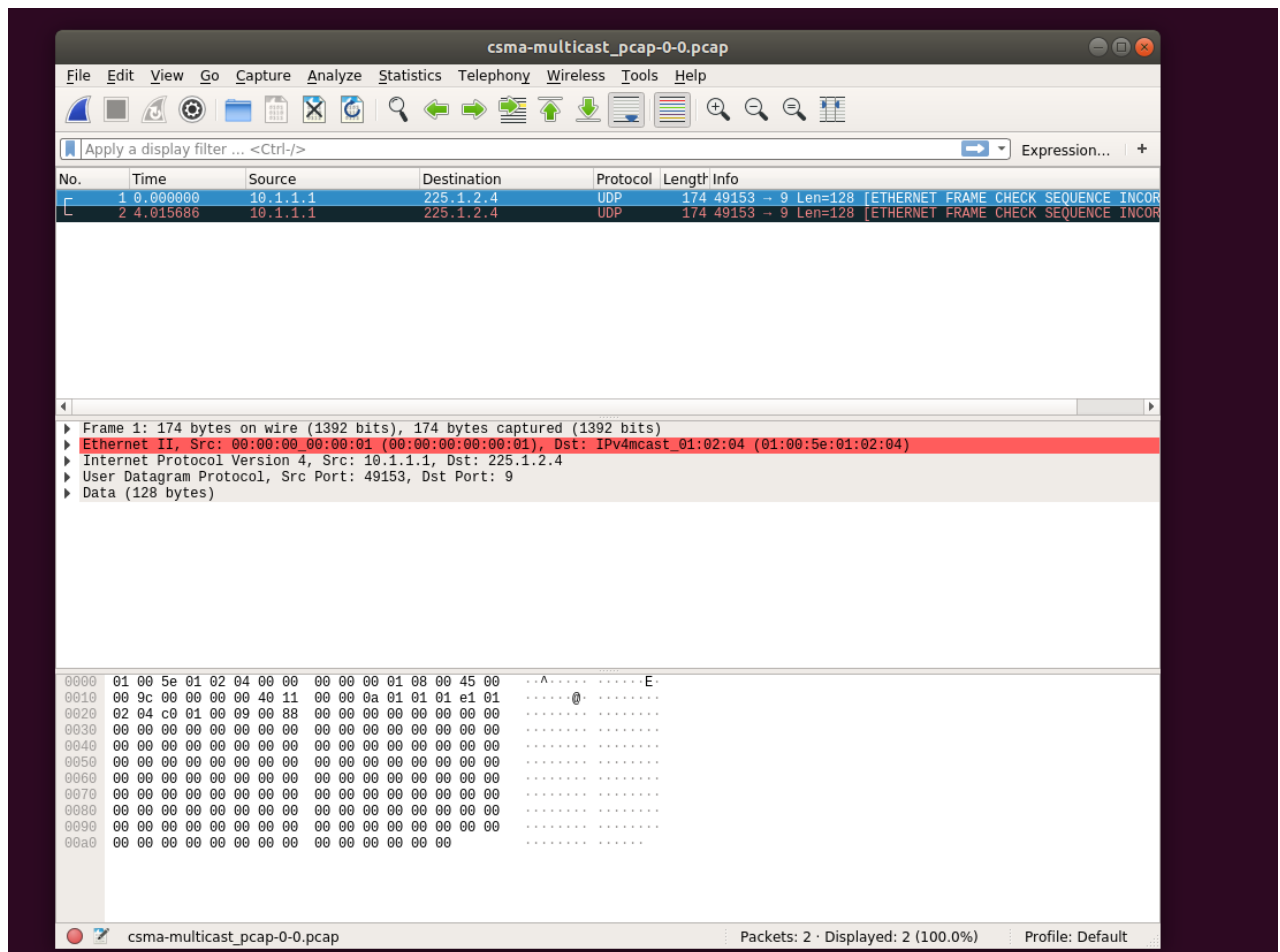 csma-multicast_pcap-0-0.pcap
File Edit View Go Capture Analyze Statistics Telephony Wireless Tools Help
Apply a display filter ... <Ctrl-/> Expression... +
No. Time Source Destination Protocol Length Info
1 0.000000 10.1.1.1 225.1.2.4 UDP 174 49153 → 9 Len=128 [ETHERNET FRAME CHECK SEQUENCE INCOR
2 4.015686 10.1.1.1 225.1.2.4 UDP 174 49153 → 9 Len=128 [ETHERNET FRAME CHECK SEQUENCE INCOR
Frame 1: 174 bytes on wire (1392 bits), 174 bytes captured (1392 bits)
Ethernet II, Src: 00:00:00_00:00:01 (00:00:00:00:00:01), Dst: IPv4mcast_01:02:04 (01:00:5e:01:02:04)
Internet Protocol Version 4, Src: 10.1.1.1, Dst: 225.1.2.4
User Datagram Protocol, Src Port: 49153, Dst Port: 9
Data (128 bytes)
0000 01 00 5e 01 02 04 00 00 00 00 00 01 08 00 45 00 ··^····· ······E·
0010 00 9c 00 00 00 00 40 11 00 00 0a 01 01 01 e1 01 ······@· ········
0020 02 04 c0 01 00 09 00 88 00 00 00 00 00 00 00 00 ········ ········
0030 00 00 00 00 00 00 00 00 00 00 00 00 00 00 00 00 ········ ········
0040 00 00 00 00 00 00 00 00 00 00 00 00 00 00 00 00 ········ ········
0050 00 00 00 00 00 00 00 00 00 00 00 00 00 00 00 00 ········ ········
0060 00 00 00 00 00 00 00 00 00 00 00 00 00 00 00 00 ········ ········
0070 00 00 00 00 00 00 00 00 00 00 00 00 00 00 00 00 ········ ········
0080 00 00 00 00 00 00 00 00 00 00 00 00 00 00 00 00 ········ ········
0090 00 00 00 00 00 00 00 00 00 00 00 00 00 00 00 00 ········ ········
00a0 00 00 00 00 00 00 00 00 00 00 00 00 00 00 ········ ······
csma-multicast_pcap-0-0.pcap Packets: 2 · Displayed: 2 (100.0%) Profile: Default